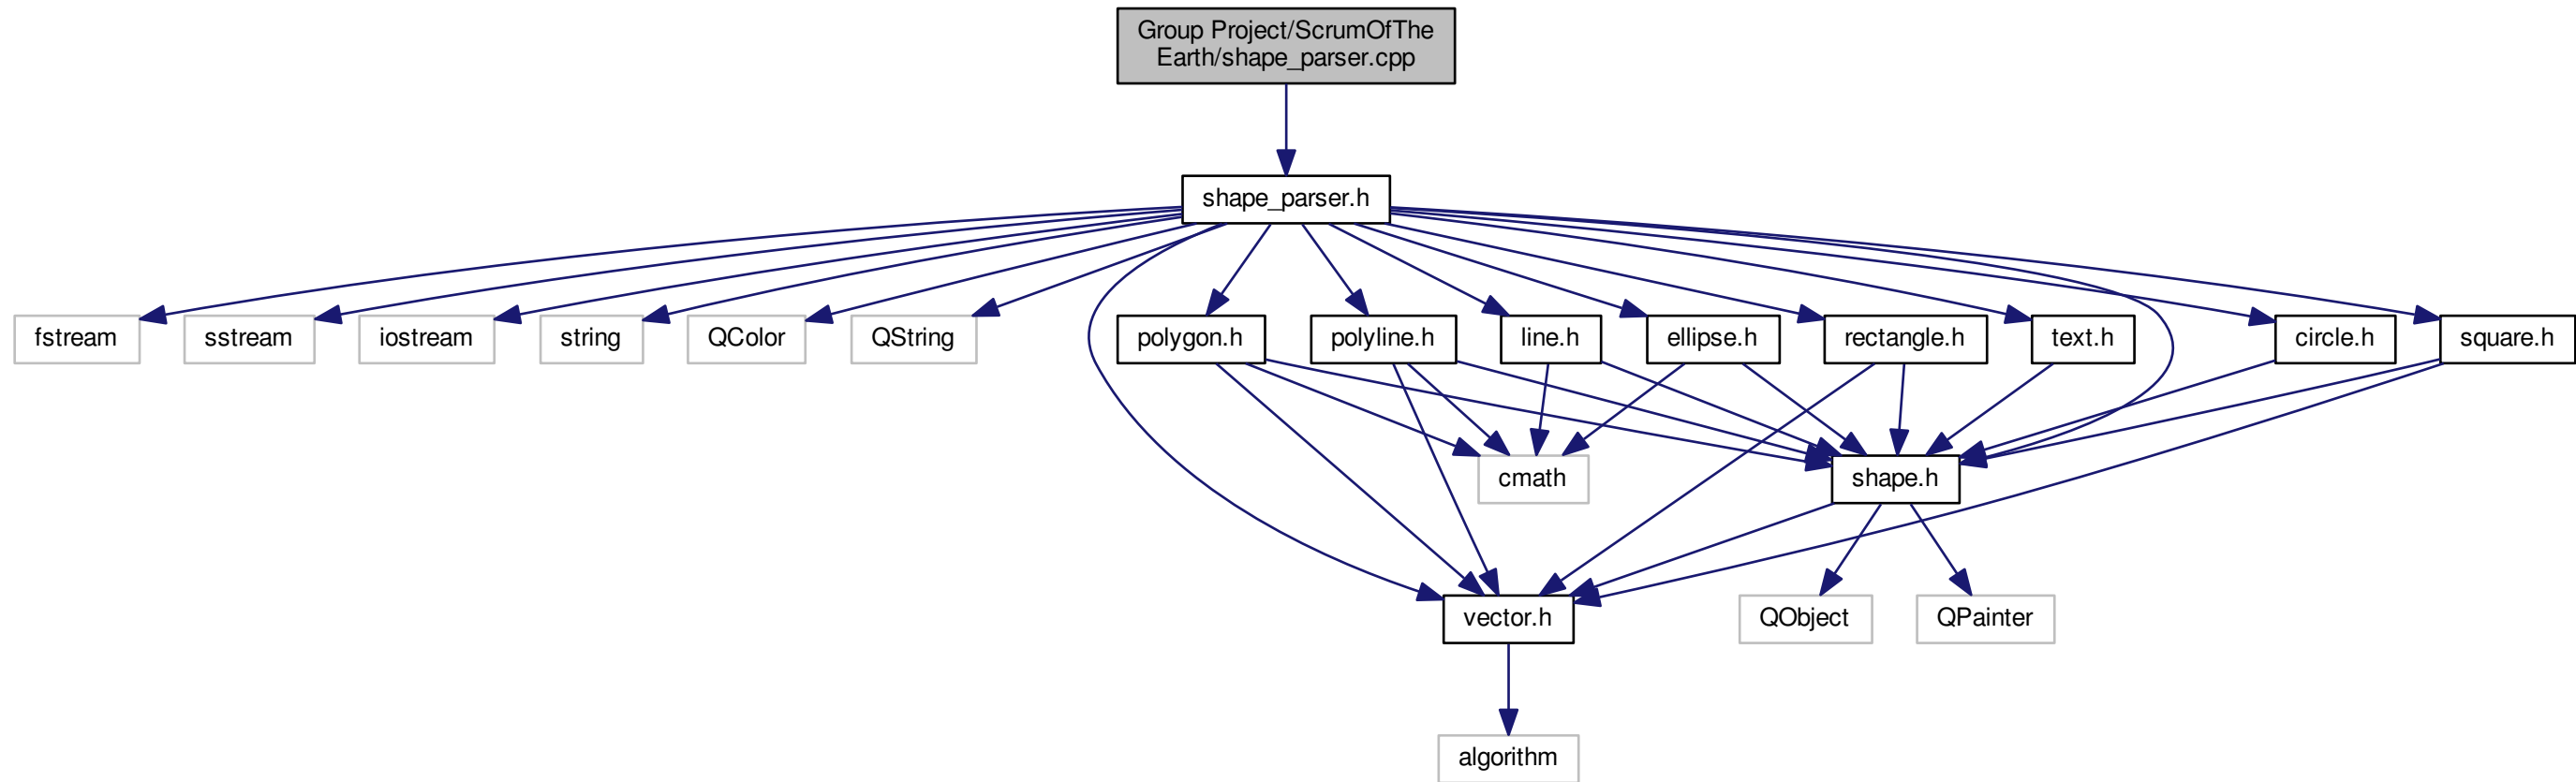 Group Project/ScrumOfThe
Earth/shape_parser.cpp
shape_parser.h
fstream
sstream
iostream
string
QColor
QString
polygon.h
polyline.h
line.h
ellipse.h
rectangle.h
text.h
circle.h
square.h
cmath
shape.h
vector.h
QObject
QPainter
algorithm